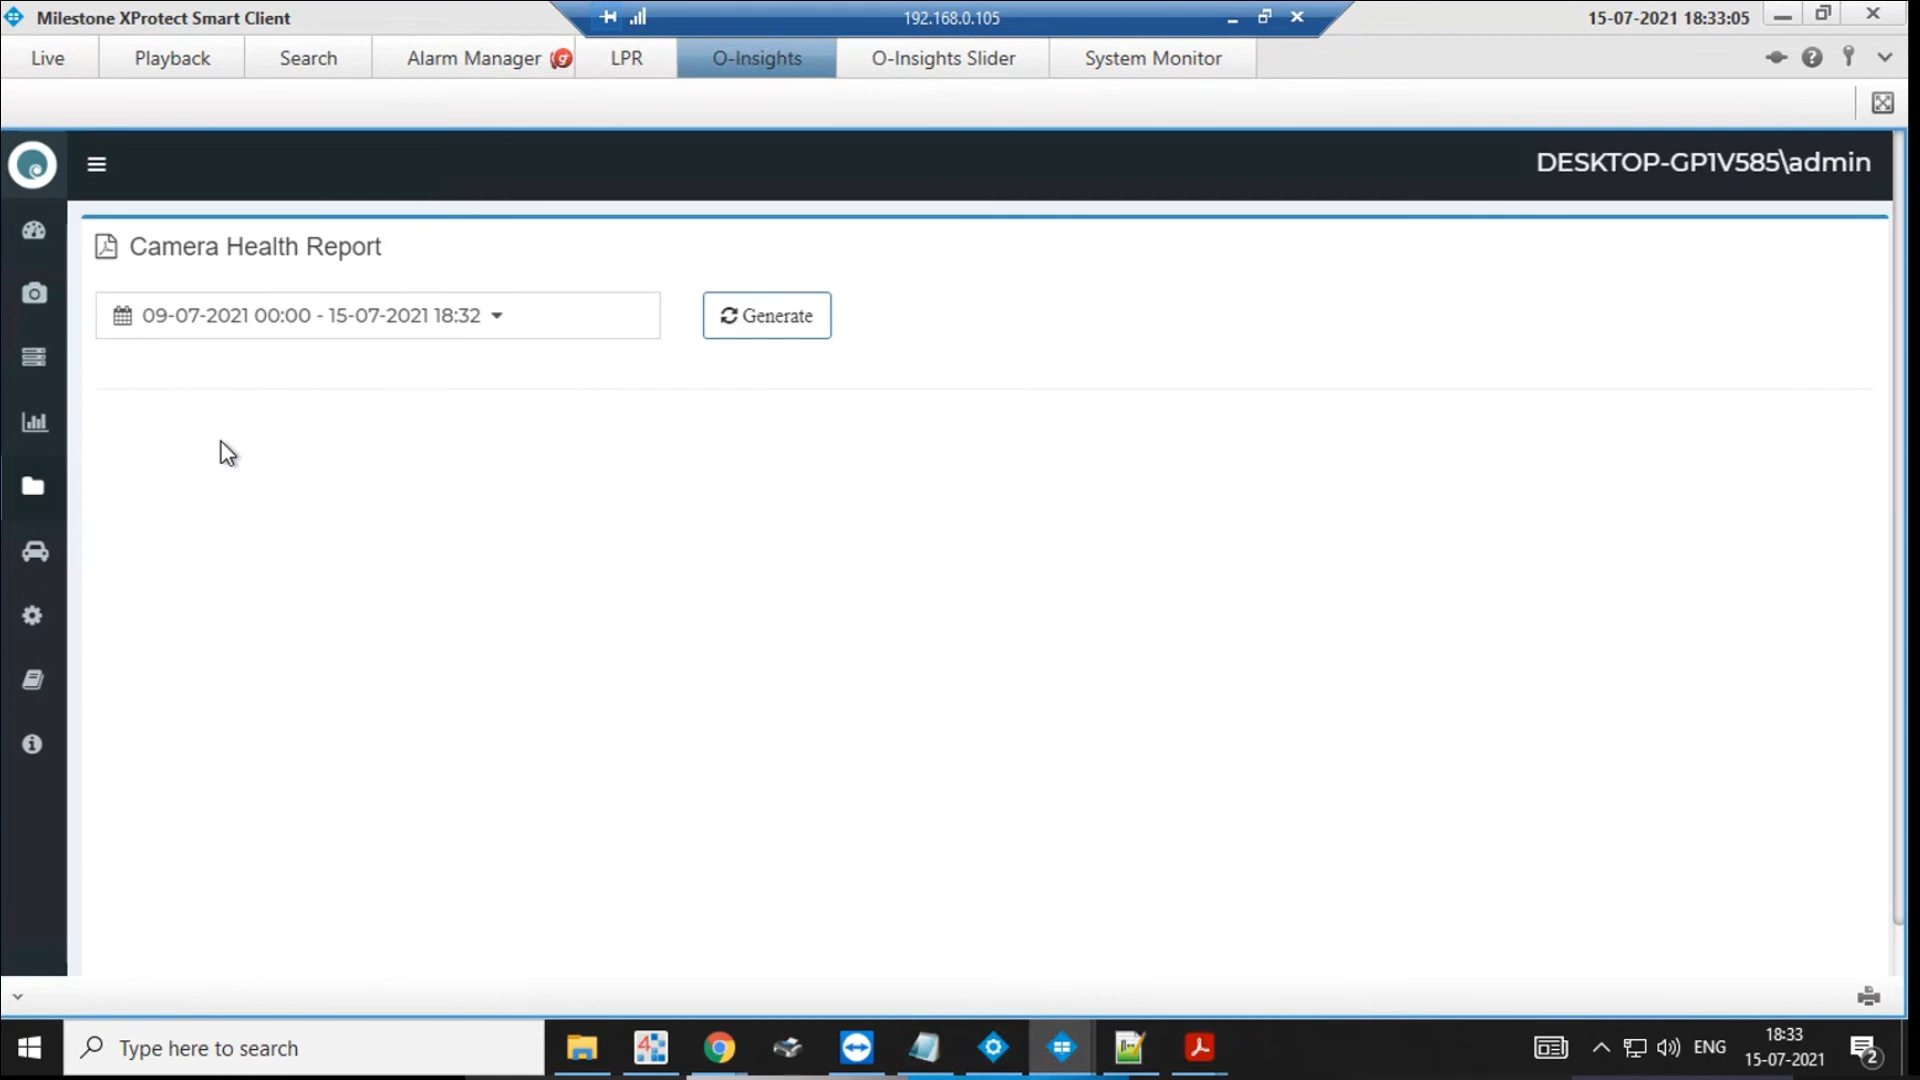 Milestone XProtect Smart Client
192.168.0.105
15-07-2021 18:33:05
Live
Playback
Search
Alarm Manager
LPR
O-Insights
O-Insights Slider
System Monitor
DESKTOP-GP1V585\admin
Camera Health Report
09-07-2021 00:00 - 15-07-2021 18:32
Generate
Type here to search
ENG
18:33
15-07-2021
2